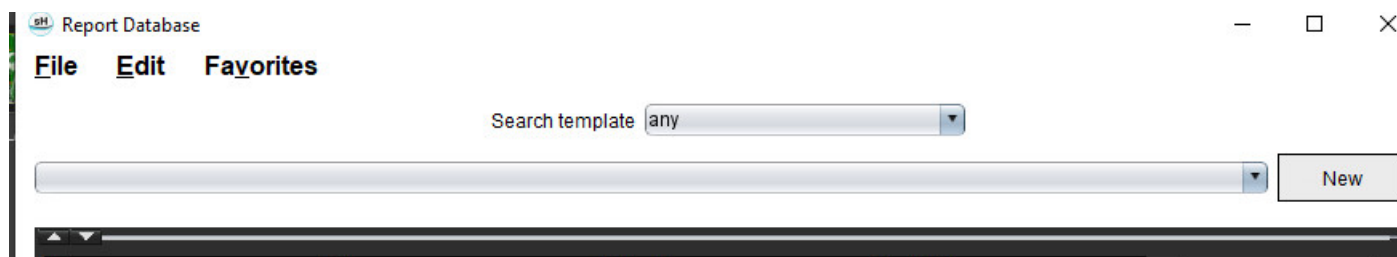 sH Report Database
File Edit Favorites
Search template any
New